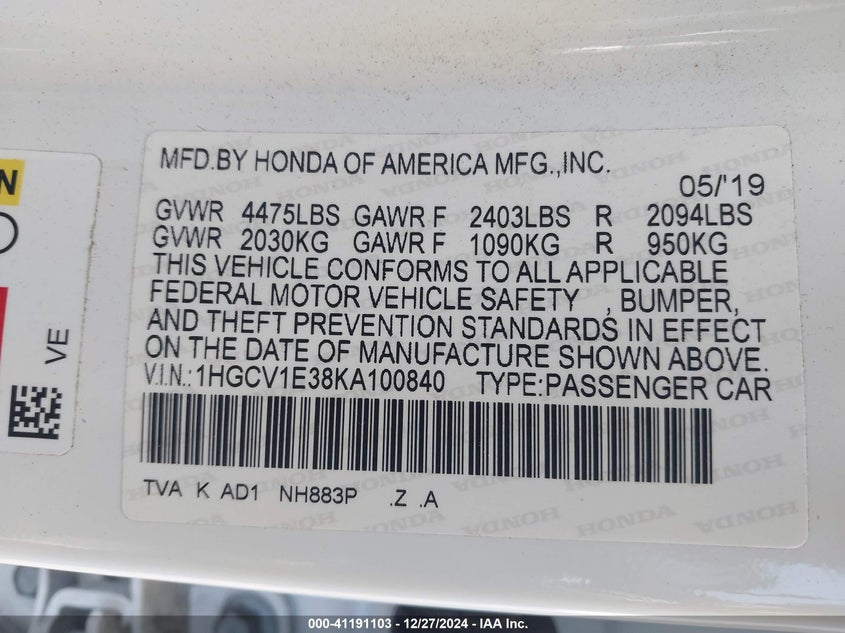 MFD.BY HONDA OF AMERICA MFG.,INC.
05/'19
GVWR 4475LBS GAWR F 2403LBS R 2094LBS
GVWR 2030KG GAWR F 1090KG R 950KG
THIS VEHICLE CONFORMS TO ALL APPLICABLE
FEDERAL MOTOR VEHICLE SAFETY , BUMPER,
AND THEFT PREVENTION STANDARDS IN EFFECT
ON THE DATE OF MANUFACTURE SHOWN ABOVE.
V.I.N.:1HGCV1E38KA100840 TYPE:PASSENGER CAR
TVA K AD1 NH883P .Z .A
N
VE
000-41191103 - 12/27/2024 - IAA Inc.